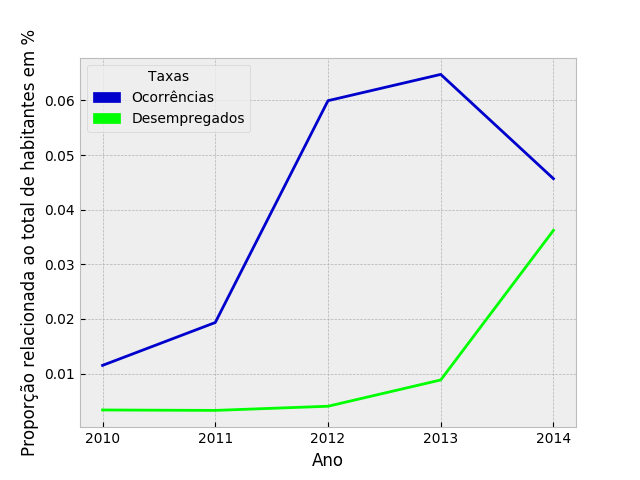 Proporção relacionada ao total de habitantes em %
Taxas
Ocorrências
Desempregados
0.06
0.05
0.04
0.03
0.02
0.01
2010 2011 2012 2013 2014
Ano